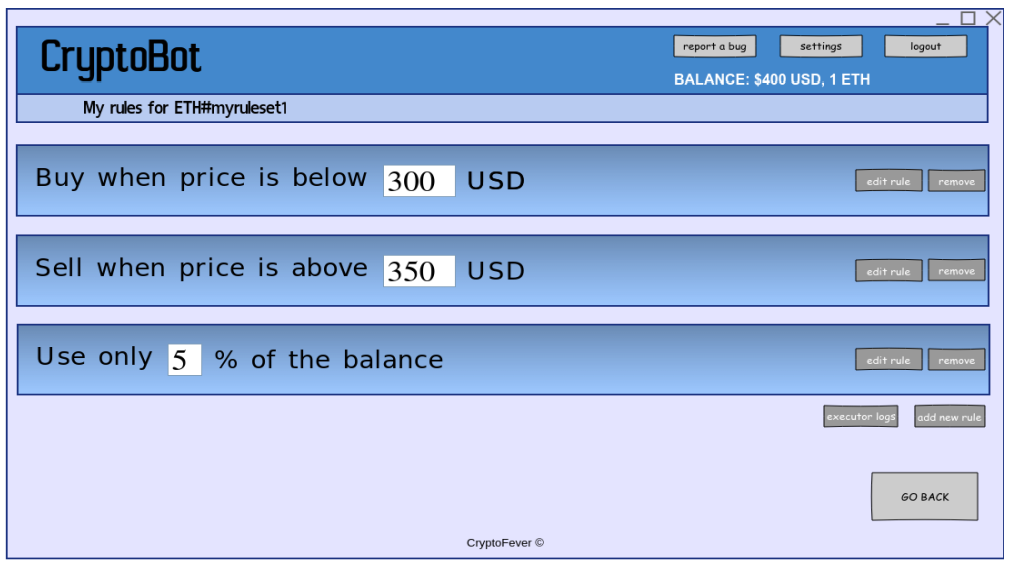 CryptoBot
report a bug settings logout
BALANCE: $400 USD, 1 ETH
My rules for ETH#myruleset1
Buy when price is below 300 USD
edit rule remove
Sell when price is above 350 USD
edit rule remove
Use only 5 % of the balance
edit rule remove
executor logs add new rule
GO BACK
CryptoFever ©